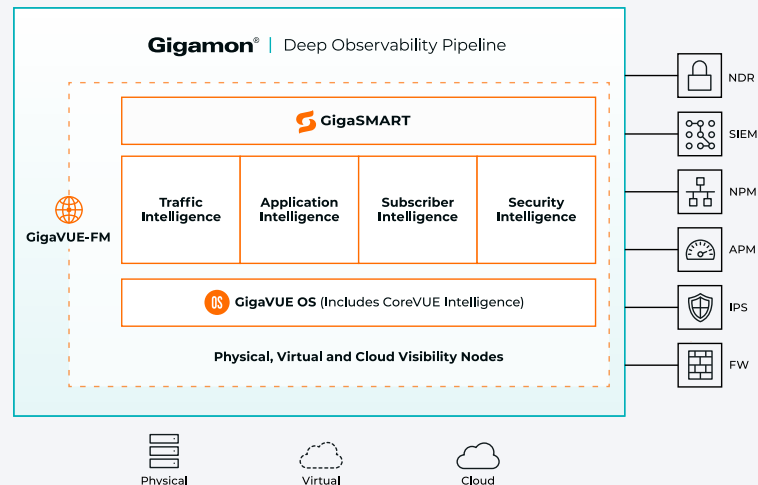 Gigamon® | Deep Observability Pipeline
GigaSMART
Traffic
Intelligence
Application
Intelligence
Subscriber
Intelligence
Security
Intelligence
GigaVUE-FM
OS GigaVUE OS (Includes CoreVUE Intelligence)
Physical, Virtual and Cloud Visibility Nodes
NDR
SIEM
NPM
APM
IPS
FW
Physical
Virtual
Cloud